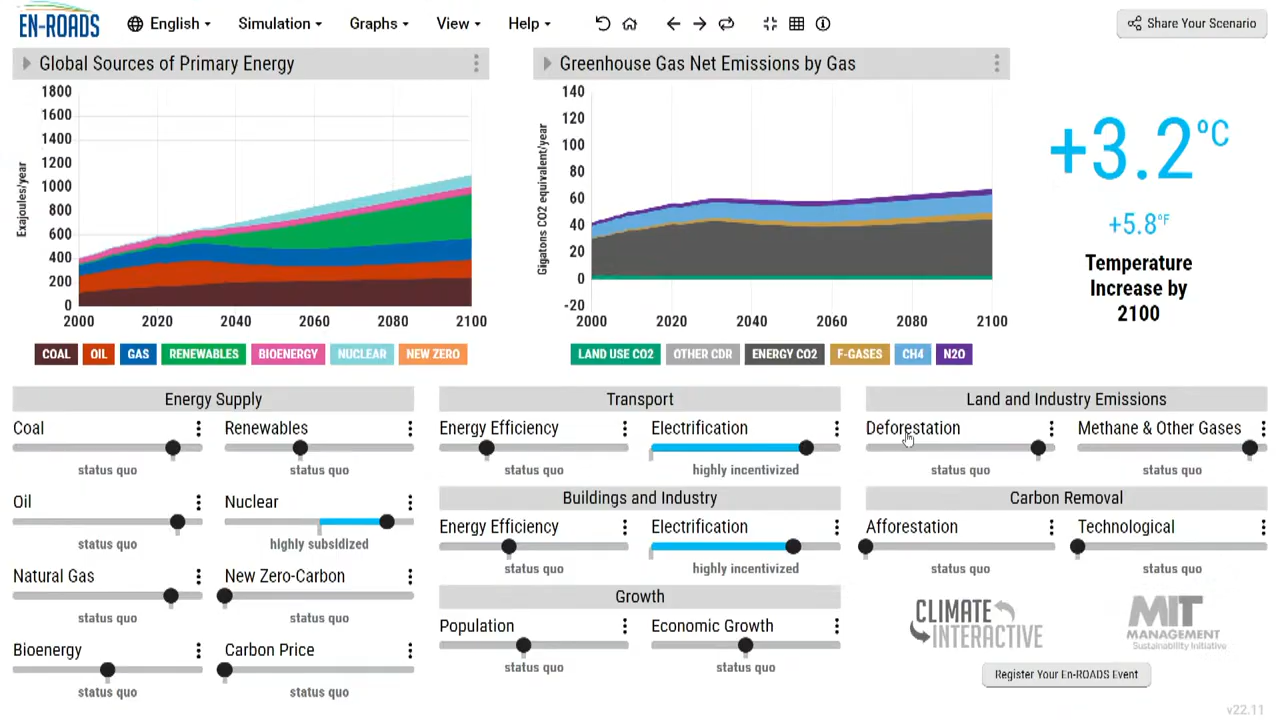 EN-ROADS
English
Simulation
Graphs
View
Help
Share Your Scenario
Global Sources of Primary Energy
Exajoules/year
1800
1600
1400
1200
1000
800
600
400
200
0
2000 2020 2040 2060 2080 2100
COAL OIL GAS RENEWABLES BIOENERGY NUCLEAR NEW ZERO
Greenhouse Gas Net Emissions by Gas
Gigatons CO2 equivalent/year
140
120
100
80
60
40
20
0
-20
2000 2020 2040 2060 2080 2100
LAND USE CO2 OTHER CDR ENERGY CO2 F-GASES CH4 N2O
+3.2°C
+5.8°F
Temperature
Increase by
2100
Energy Supply
Coal
status quo
Renewables
status quo
Oil
status quo
Nuclear
highly subsidized
Natural Gas
status quo
New Zero-Carbon
status quo
Bioenergy
status quo
Carbon Price
status quo
Transport
Energy Efficiency
status quo
Electrification
highly incentivized
Buildings and Industry
Energy Efficiency
status quo
Electrification
highly incentivized
Growth
Population
status quo
Economic Growth
status quo
Land and Industry Emissions
Deforestation
status quo
Methane & Other Gases
status quo
Carbon Removal
Afforestation
status quo
Technological
status quo
CLIMATE
INTERACTIVE
MIT
MANAGEMENT
Sustainability Initiative
Register Your En-ROADS Event
v22.11